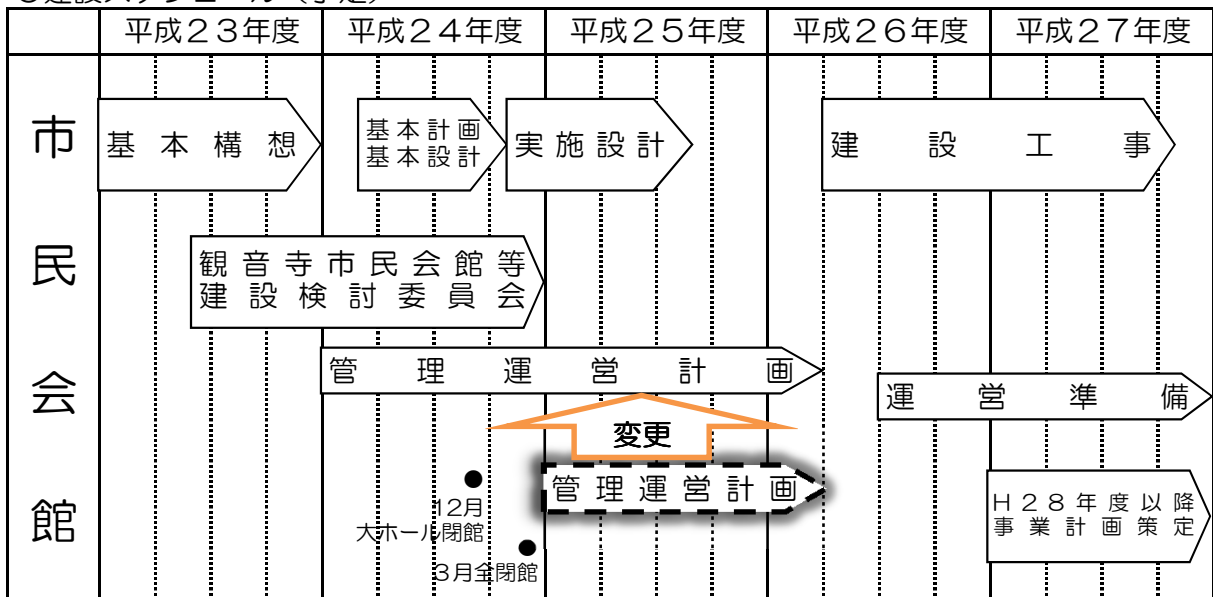 平成23年度 平成24年度 平成25年度 平成26年度 平成27年度
市民会館
基本構想
基本計画
基本設計
実施設計
建設工事
観音寺市民会館等
建設検討委員会
管理運営計画
運営準備
変更
管理運営計画
12月
大ホール閉館
3月全閉館
H28年度以降
事業計画策定